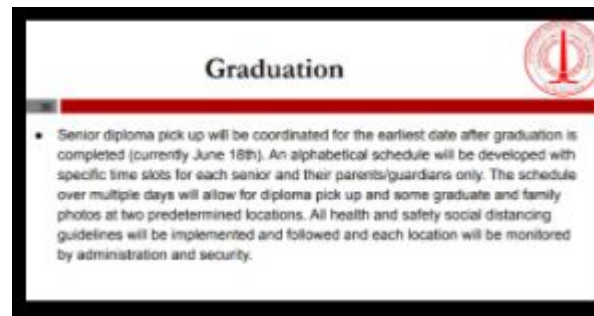 Graduation
• Senior diploma pick up will be coordinated for the earliest date after graduation is
completed (currently June 18th). An alphabetical schedule will be developed with
specific time slots for each senior and their parents/guardians only. The schedule
over multiple days will allow for diploma pick up and some graduate and family
photos at two predetermined locations. All health and safety social distancing
guidelines will be implemented and followed and each location will be monitored
by administration and security.